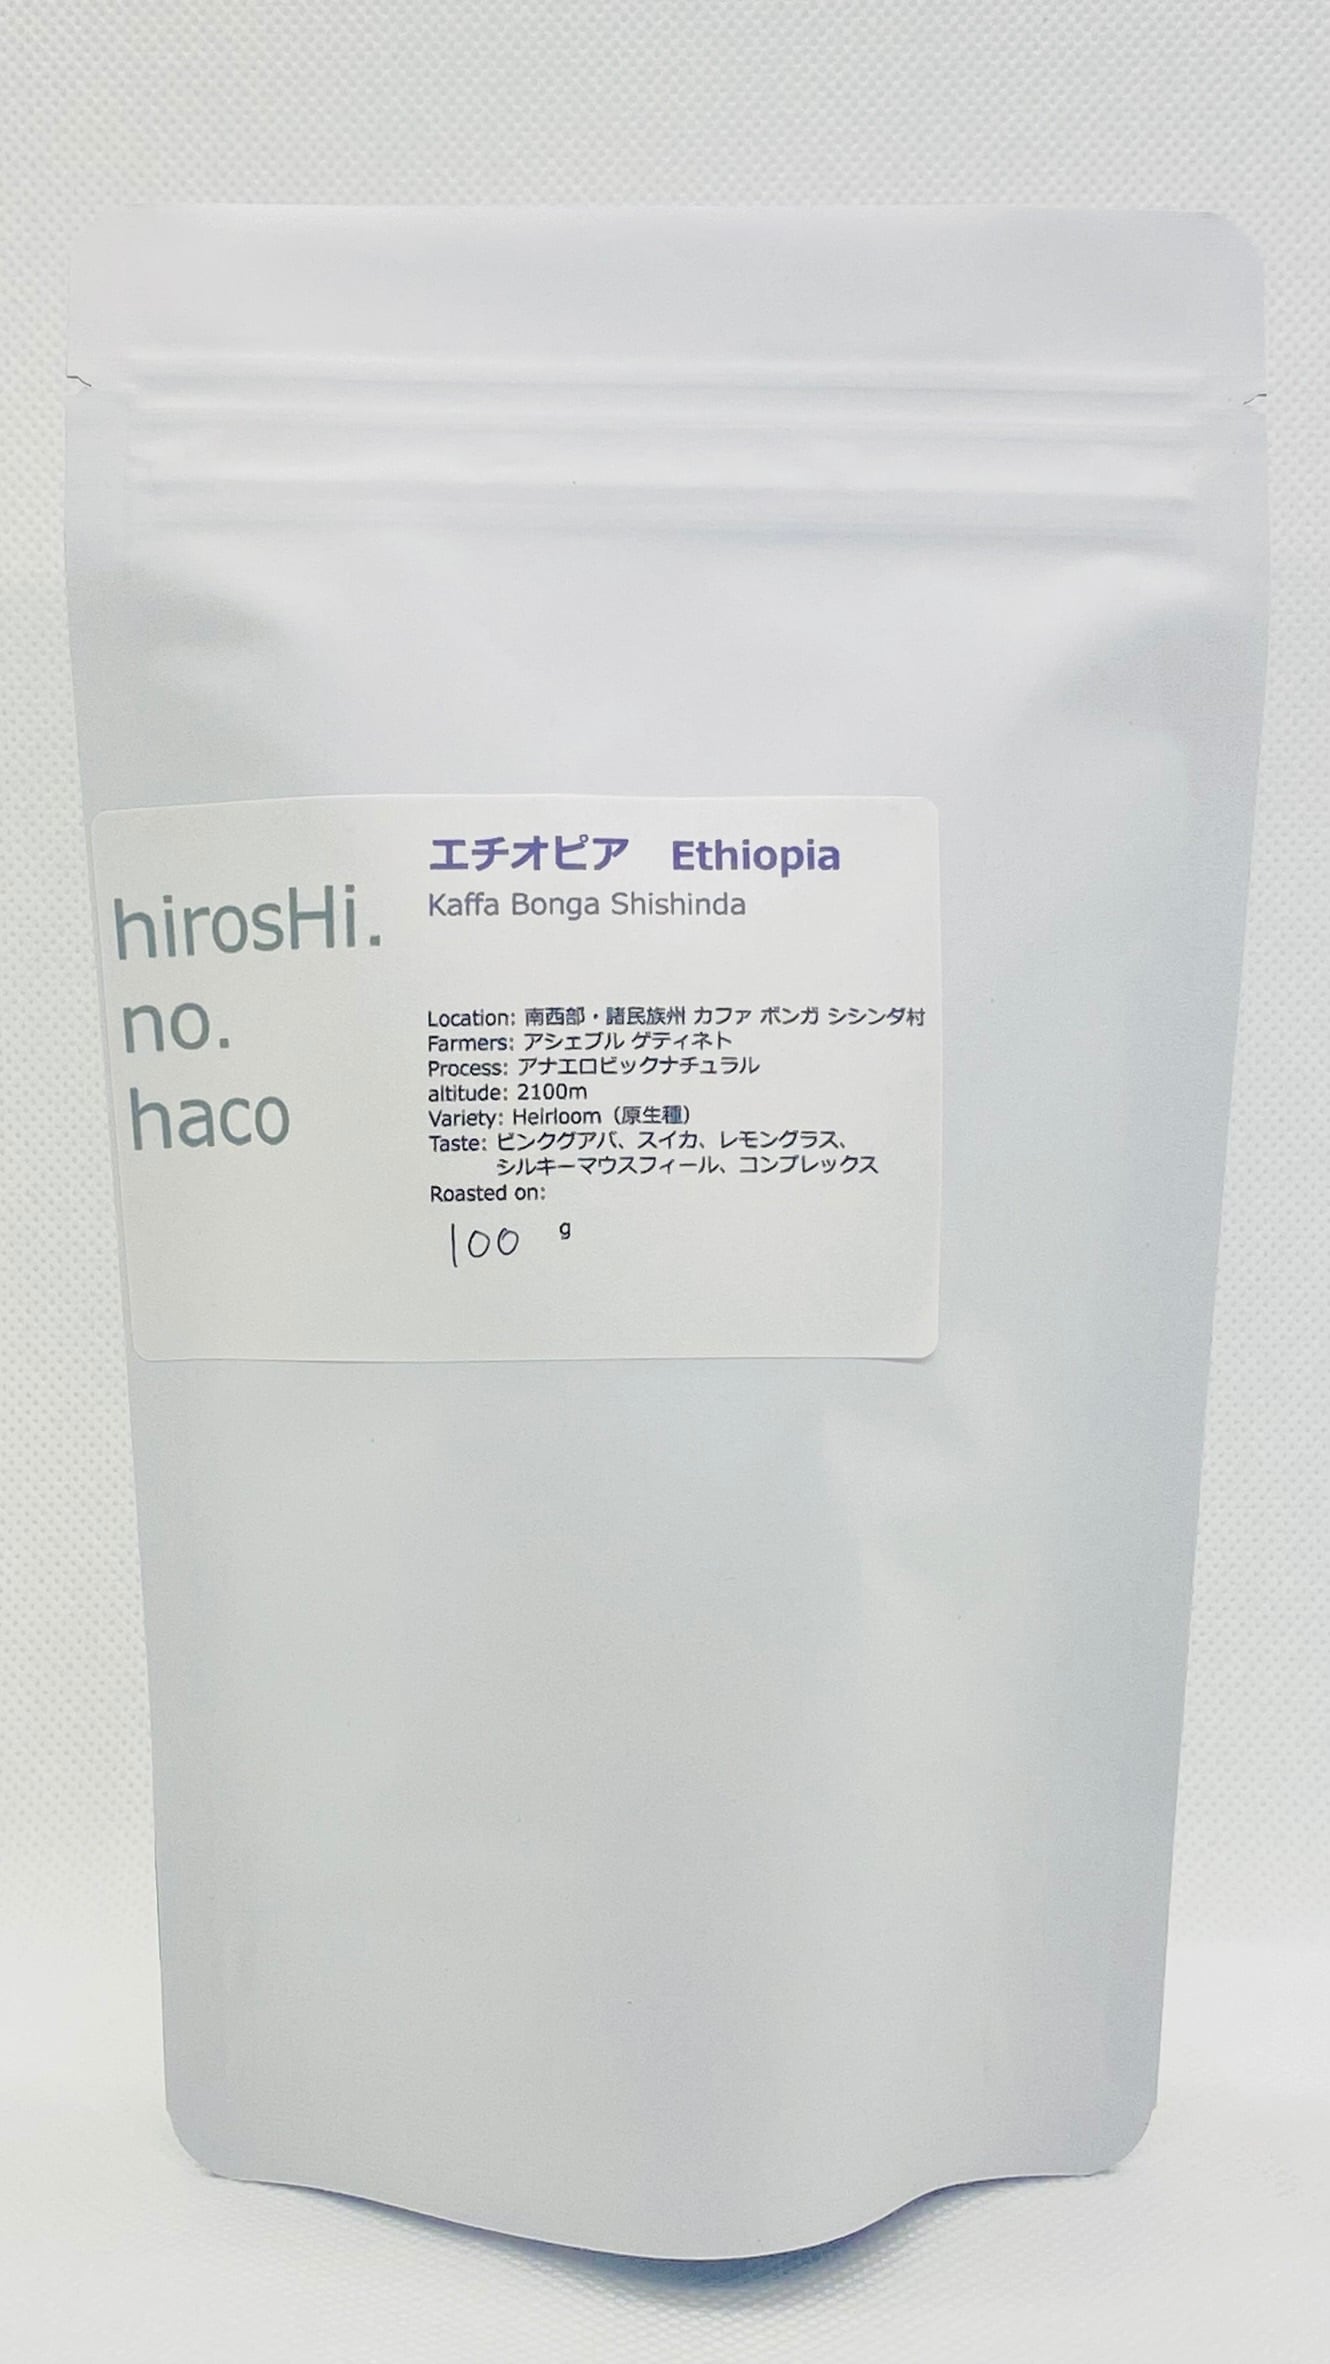 hirosHi.
no.
haco
エチオピア Ethiopia
Kaffa Bonga Shishinda
Location: 南西部・諸民族州 カファ ボンガ シシンダ村
Farmers: アシェブル ゲティネト
Process: アナエロビックナチュラル
altitude: 2100m
Variety: Heirloom（原生種）
Taste: ピンクグアバ、スイカ、レモングラス、
シルキーマウスフィール、コンプレックス
Roasted on:
100 g